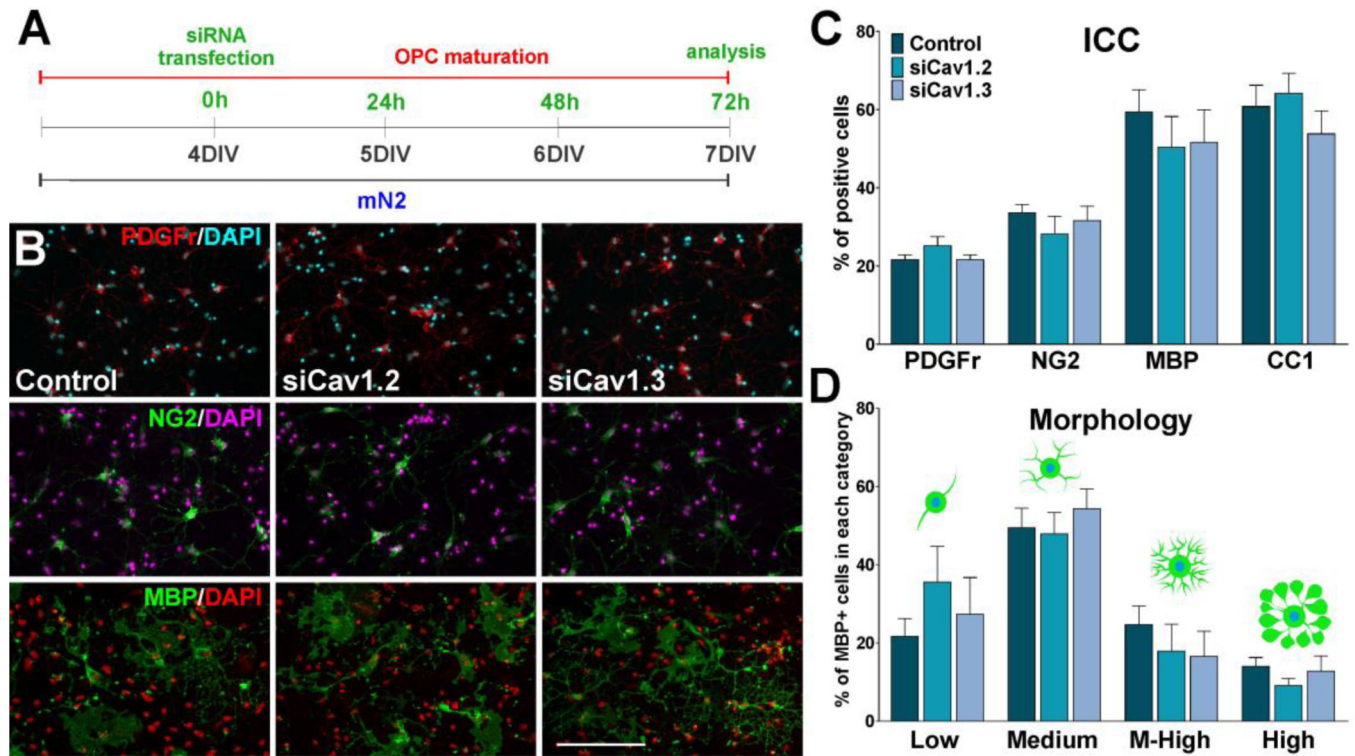 A
siRNA
transfection
OPC maturation
analysis
0h 24h 48h 72h
4DIV 5DIV 6DIV 7DIV
mN2
B
PDGFr/DAPI
Control siCav1.2 siCav1.3
NG2/DAPI
MBP/DAPI
C
ICC
Control
siCav1.2
siCav1.3
% of positive cells
80
60
40
20
0
PDGFr NG2 MBP CC1
D
Morphology
% of MBP+ cells in each category
80
60
40
20
0
Low Medium M-High High